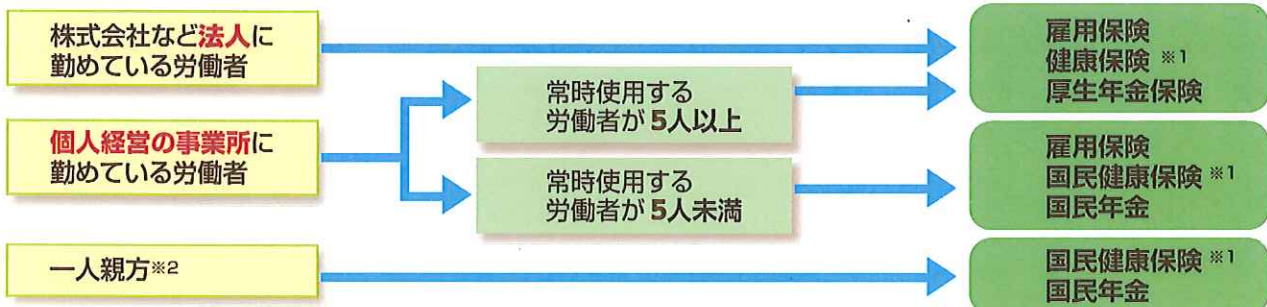 株式会社など法人に
勤めている労働者
雇用保険
健康保険 ※1
厚生年金保険
常時使用する
労働者が5人以上
個人経営の事業所に
勤めている労働者
常時使用する
労働者が5人未満
雇用保険
国民健康保険 ※1
国民年金
一人親方※2
国民健康保険 ※1
国民年金